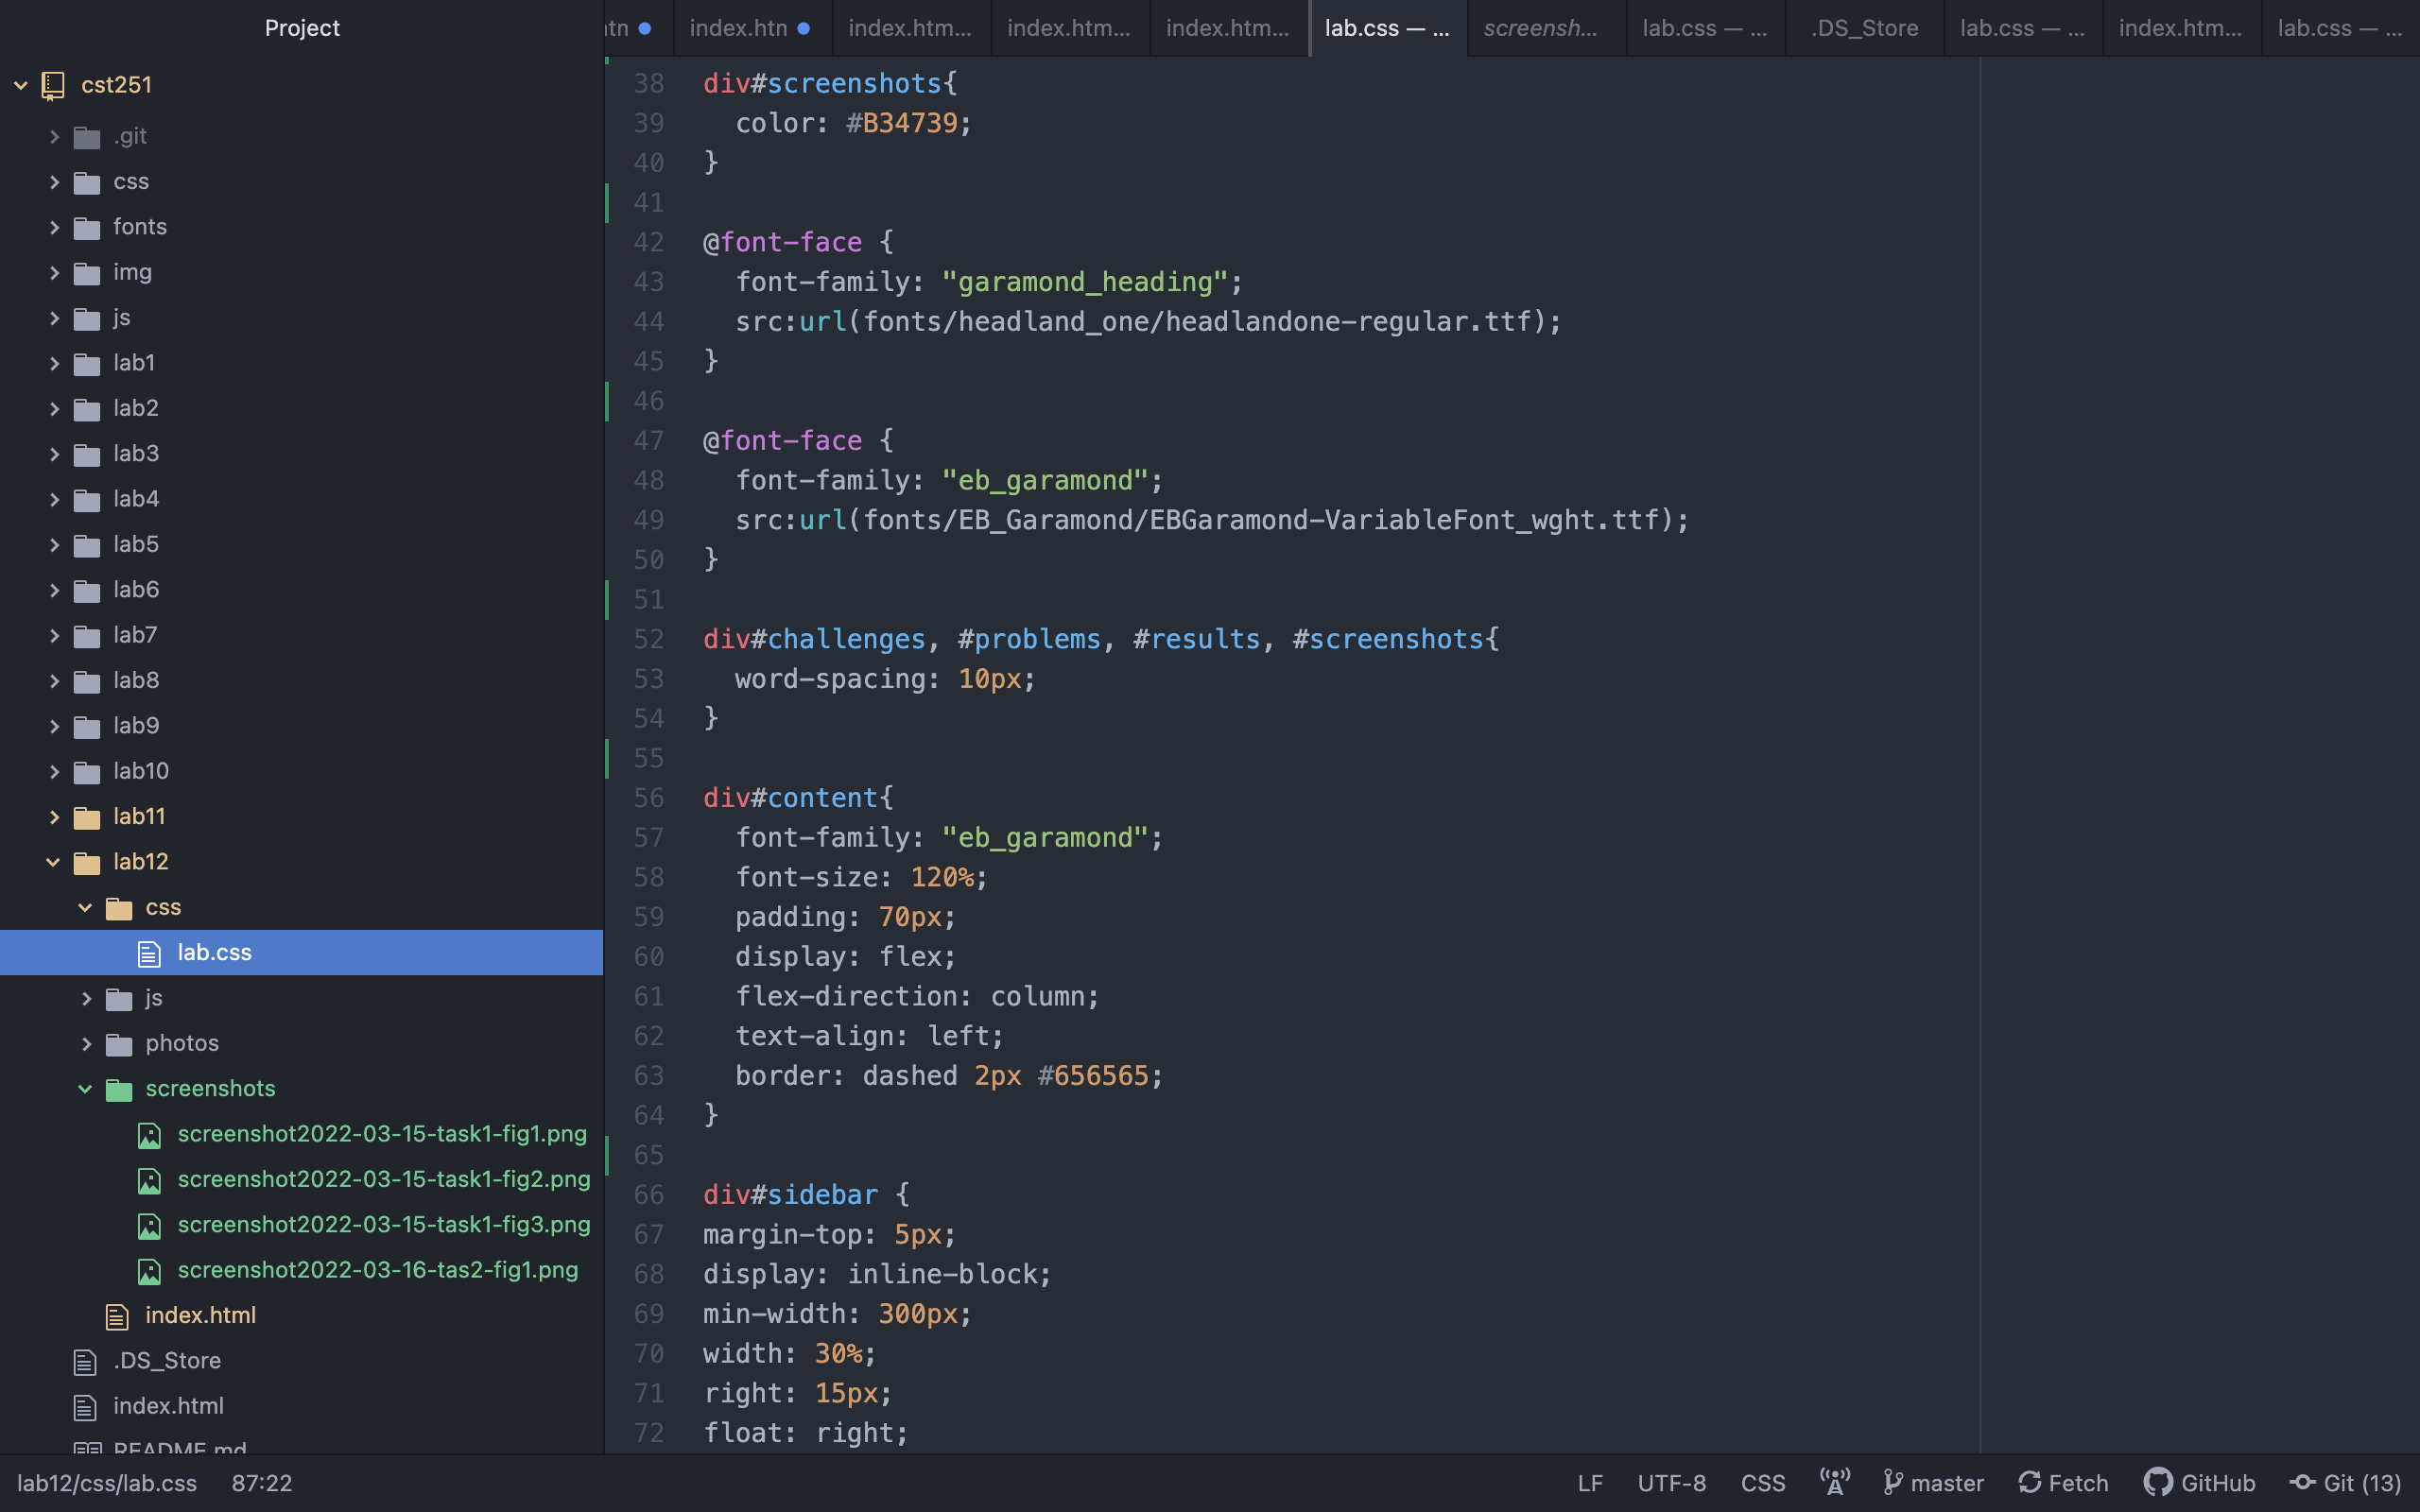 Project
cst251
.git
css
fonts
img
js
lab1
lab2
lab3
lab4
lab5
lab6
lab7
lab8
lab9
lab10
lab11
lab12
css
lab.css
js
photos
screenshots
screenshot2022-03-15-task1-fig1.png
screenshot2022-03-15-task1-fig2.png
screenshot2022-03-15-task1-fig3.png
screenshot2022-03-16-tas2-fig1.png
index.html
.DS_Store
index.html
README.md
tn index.htn index.htm... index.htm... index.htm... lab.css — ... screensh... lab.css — ... .DS_Store lab.css — ... index.htm... lab.css — ...
38 div#screenshots{
39 color: #B34739;
40 }
41
42 @font-face {
43 font-family: "garamond_heading";
44 src:url(fonts/headland_one/headlandone-regular.ttf);
45 }
46
47 @font-face {
48 font-family: "eb_garamond";
49 src:url(fonts/EB_Garamond/EBGaramond-VariableFont_wght.ttf);
50 }
51
52 div#challenges, #problems, #results, #screenshots{
53 word-spacing: 10px;
54 }
55
56 div#content{
57 font-family: "eb_garamond";
58 font-size: 120%;
59 padding: 70px;
60 display: flex;
61 flex-direction: column;
62 text-align: left;
63 border: dashed 2px #656565;
64 }
65
66 div#sidebar {
67 margin-top: 5px;
68 display: inline-block;
69 min-width: 300px;
70 width: 30%;
71 right: 15px;
72 float: right;
lab12/css/lab.css 87:22 LF UTF-8 CSS master Fetch GitHub Git (13)